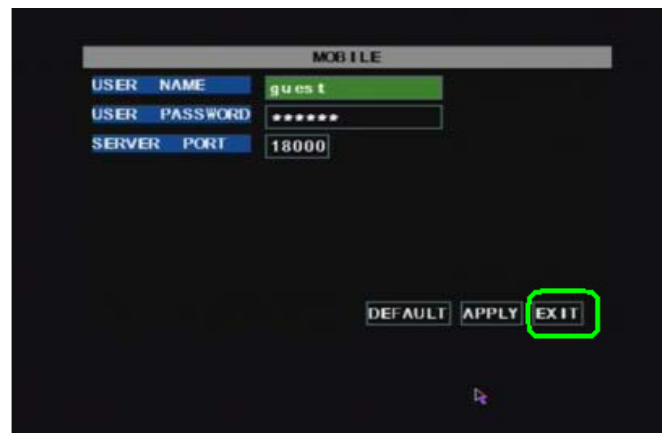 MOBILE
USER NAME guest
USER PASSWORD ******
SERVER PORT 18000
DEFAULT APPLY EXIT